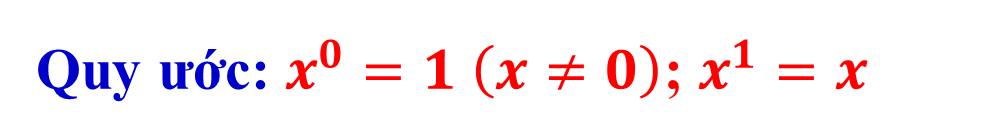 Quy ước: x⁰ = 1 (x ≠ 0); x¹ = x